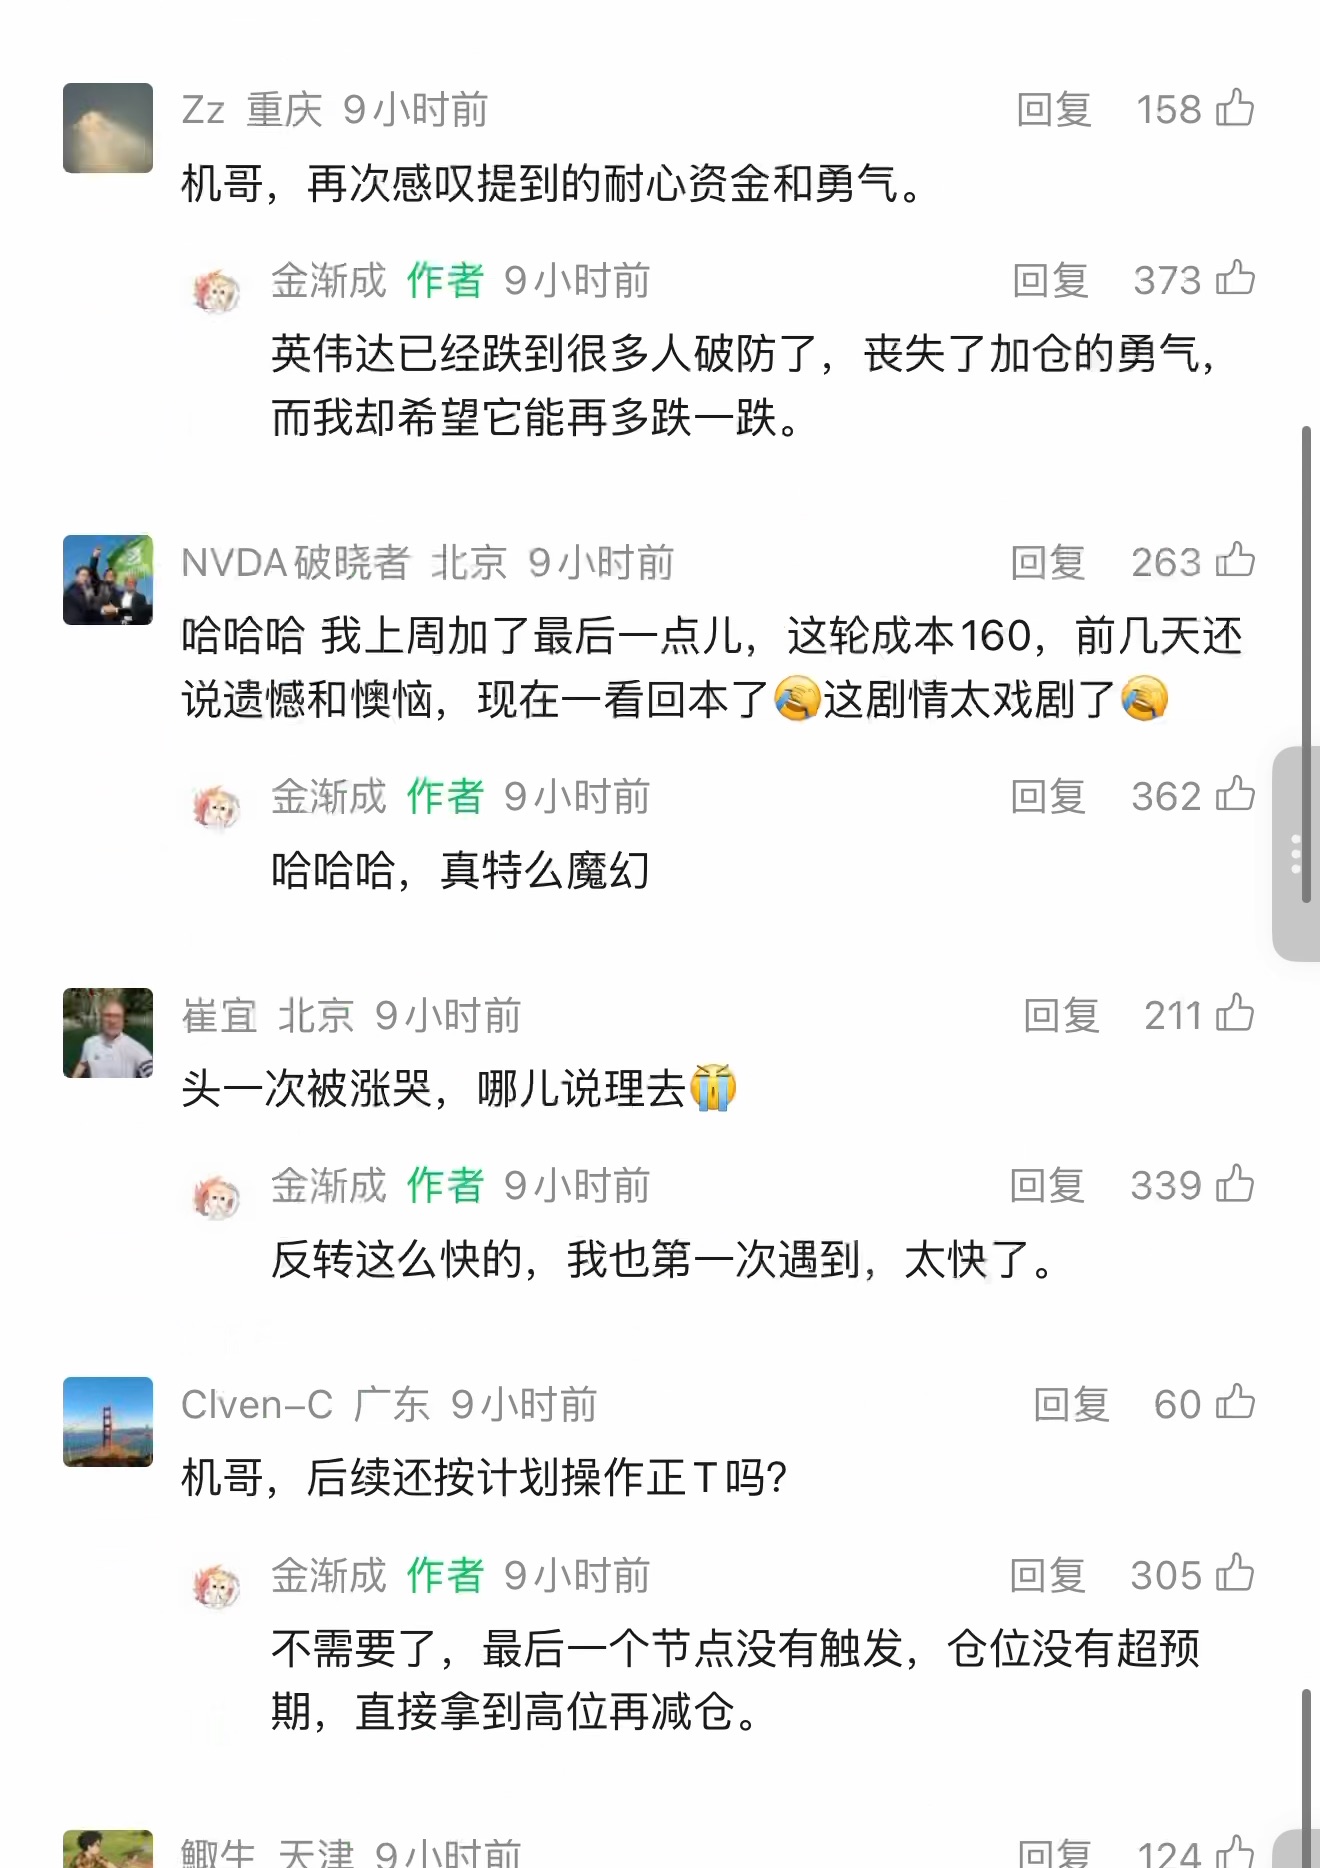 Zz 重庆 9小时前 回复 158
机哥，再次感叹提到的耐心资金和勇气。
金渐成 作者 9小时前 回复 373
英伟达已经跌到很多人破防了，丧失了加仓的勇气，
而我却希望它能再多跌一跌。
NVDA破晓者 北京 9小时前 回复 263
哈哈哈 我上周加了最后一点儿，这轮成本160，前几天还
说遗憾和懊恼，现在一看回本了🤣这剧情太戏剧了🤣
金渐成 作者 9小时前 回复 362
哈哈哈，真特么魔幻
崔宜 北京 9小时前 回复 211
头一次被涨哭，哪儿说理去😭
金渐成 作者 9小时前 回复 339
反转这么快的，我也第一次遇到，太快了。
Clven-C 广东 9小时前 回复 60
机哥，后续还按计划操作正T吗?
金渐成 作者 9小时前 回复 305
不需要了，最后一个节点没有触发，仓位没有超预
期，直接拿到高位再减仓。
鲰生 天津 9小时前 回复 124